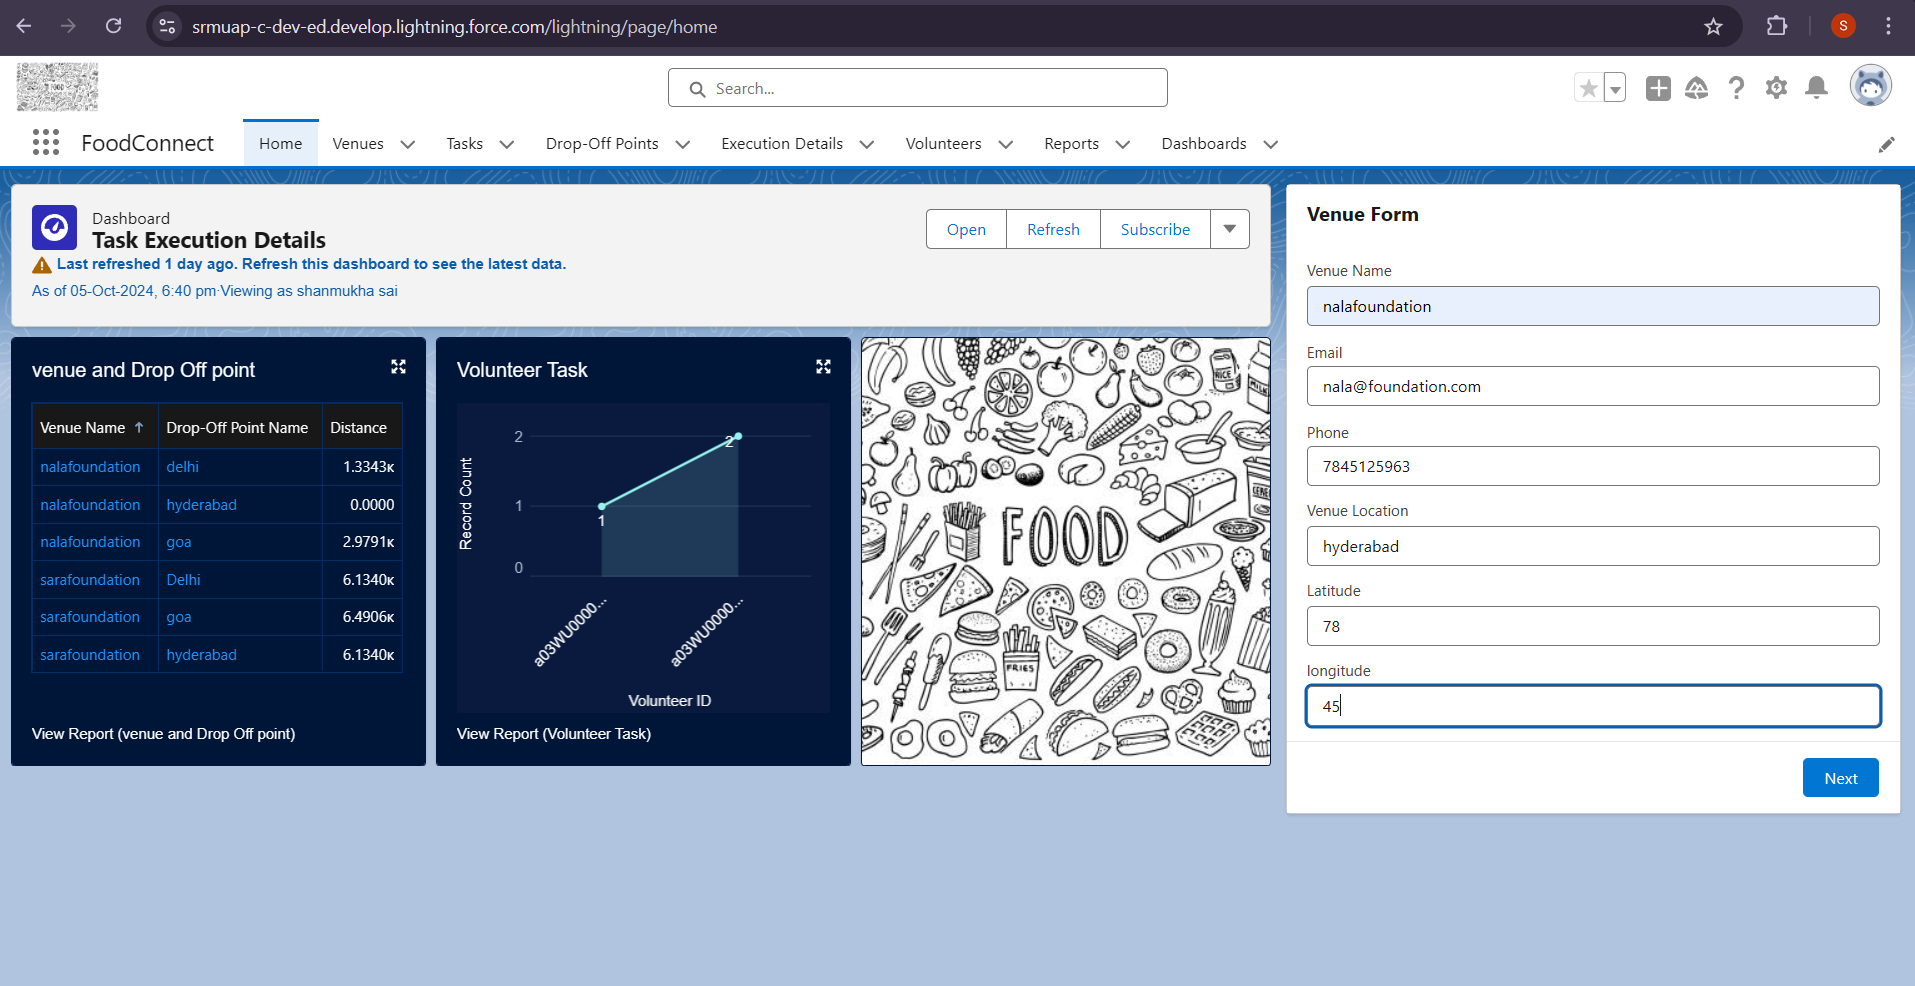 srmuap-c-dev-ed.develop.lightning.force.com/lightning/page/home
S
FOOD
Search...
FoodConnect
Home
Venues
Tasks
Drop-Off Points
Execution Details
Volunteers
Reports
Dashboards
Dashboard
Task Execution Details
Last refreshed 1 day ago. Refresh this dashboard to see the latest data.
As of 05-Oct-2024, 6:40 pm·Viewing as shanmukha sai
Open
Refresh
Subscribe
venue and Drop Off point
Venue Name ↑ Drop-Off Point Name Distance
nalafoundation delhi 1.3343K
nalafoundation hyderabad 0.0000
nalafoundation goa 2.9791K
sarafoundation Delhi 6.1340K
sarafoundation goa 6.4906K
sarafoundation hyderabad 6.1340K
View Report (venue and Drop Off point)
Volunteer Task
Record Count
2
1
0
1
2
a03WU0000...
a03WU0000...
Volunteer ID
View Report (Volunteer Task)
RICE
MILK
FOOD
FRIES
Venue Form
Venue Name
nalafoundation
Email
nala@foundation.com
Phone
7845125963
Venue Location
hyderabad
Latitude
78
longitude
45
Next